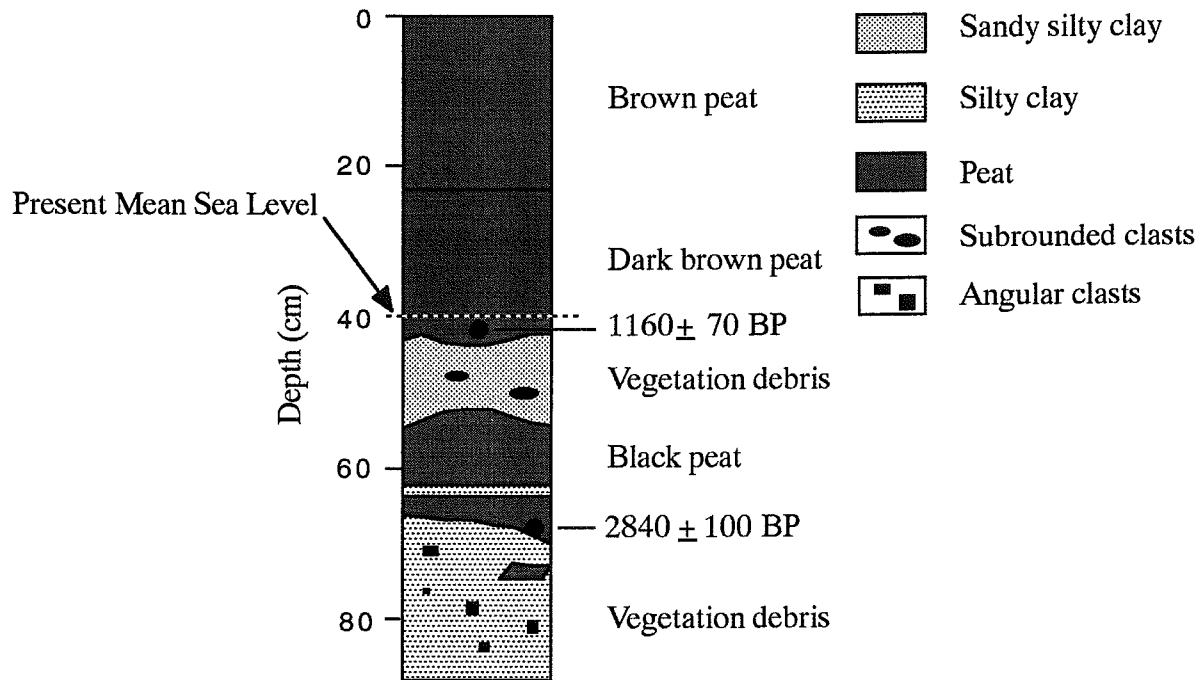 0
20
40
60
80
Depth (cm)
Present Mean Sea Level
Brown peat
Dark brown peat
1160 ± 70 BP
Vegetation debris
Black peat
2840 ± 100 BP
Vegetation debris
Sandy silty clay
Silty clay
Peat
Subrounded clasts
Angular clasts